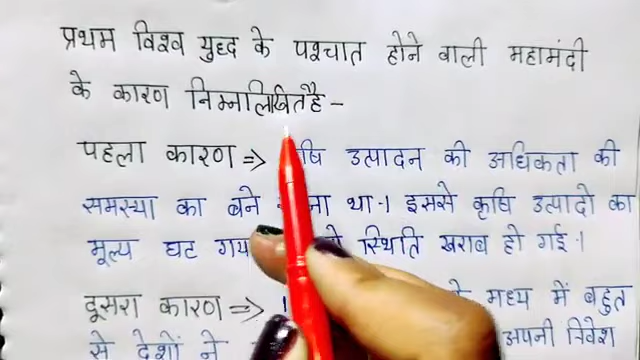 प्रथम विश्व युध्द के पश्चात होने वाली महामंदी
के कारण निम्नलिखित है –
पहला कारण => षि उत्पादन की अधिकता की
समस्या का बने ना था। इससे कृषि उत्पादो का
मूल्य घट गय स्थिति खराब हो गई।
दूसरा कारण => के मध्य में बहुत
से देशों ने अपनी